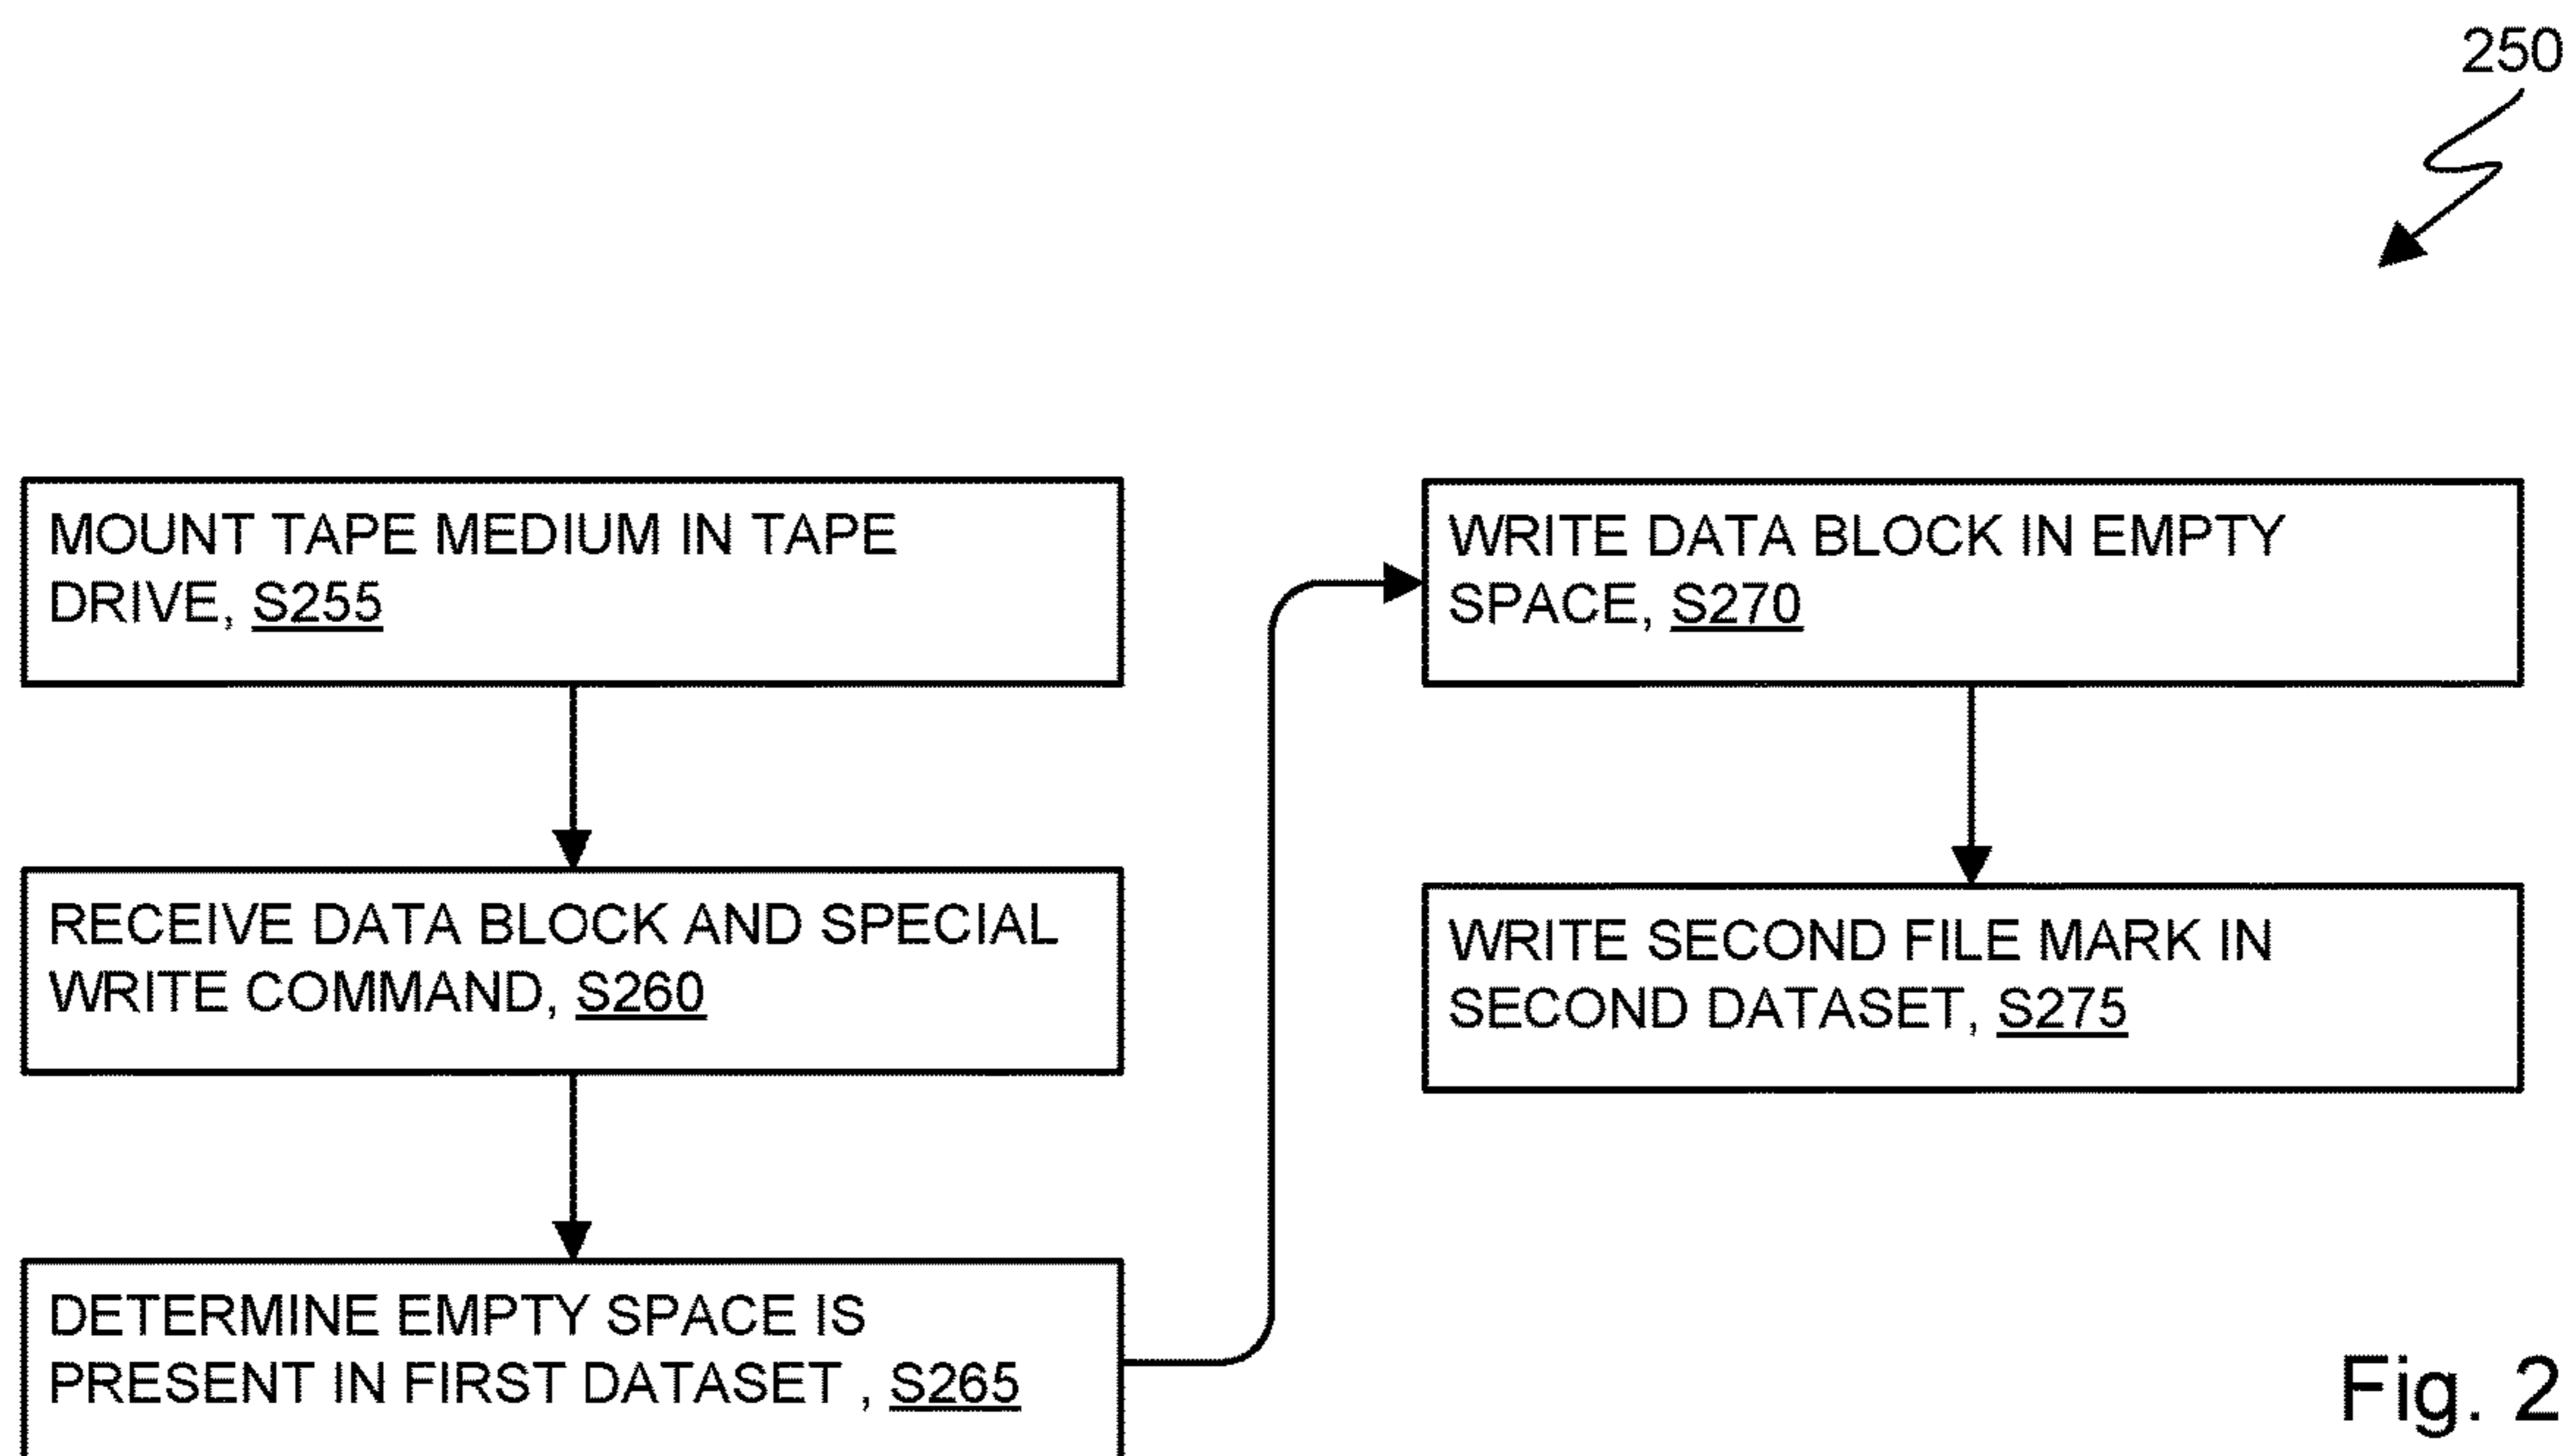 250
MOUNT TAPE MEDIUM IN TAPE
DRIVE, S255
RECEIVE DATA BLOCK AND SPECIAL
WRITE COMMAND, S260
DETERMINE EMPTY SPACE IS
PRESENT IN FIRST DATASET , S265
WRITE DATA BLOCK IN EMPTY
SPACE, S270
WRITE SECOND FILE MARK IN
SECOND DATASET, S275
Fig. 2